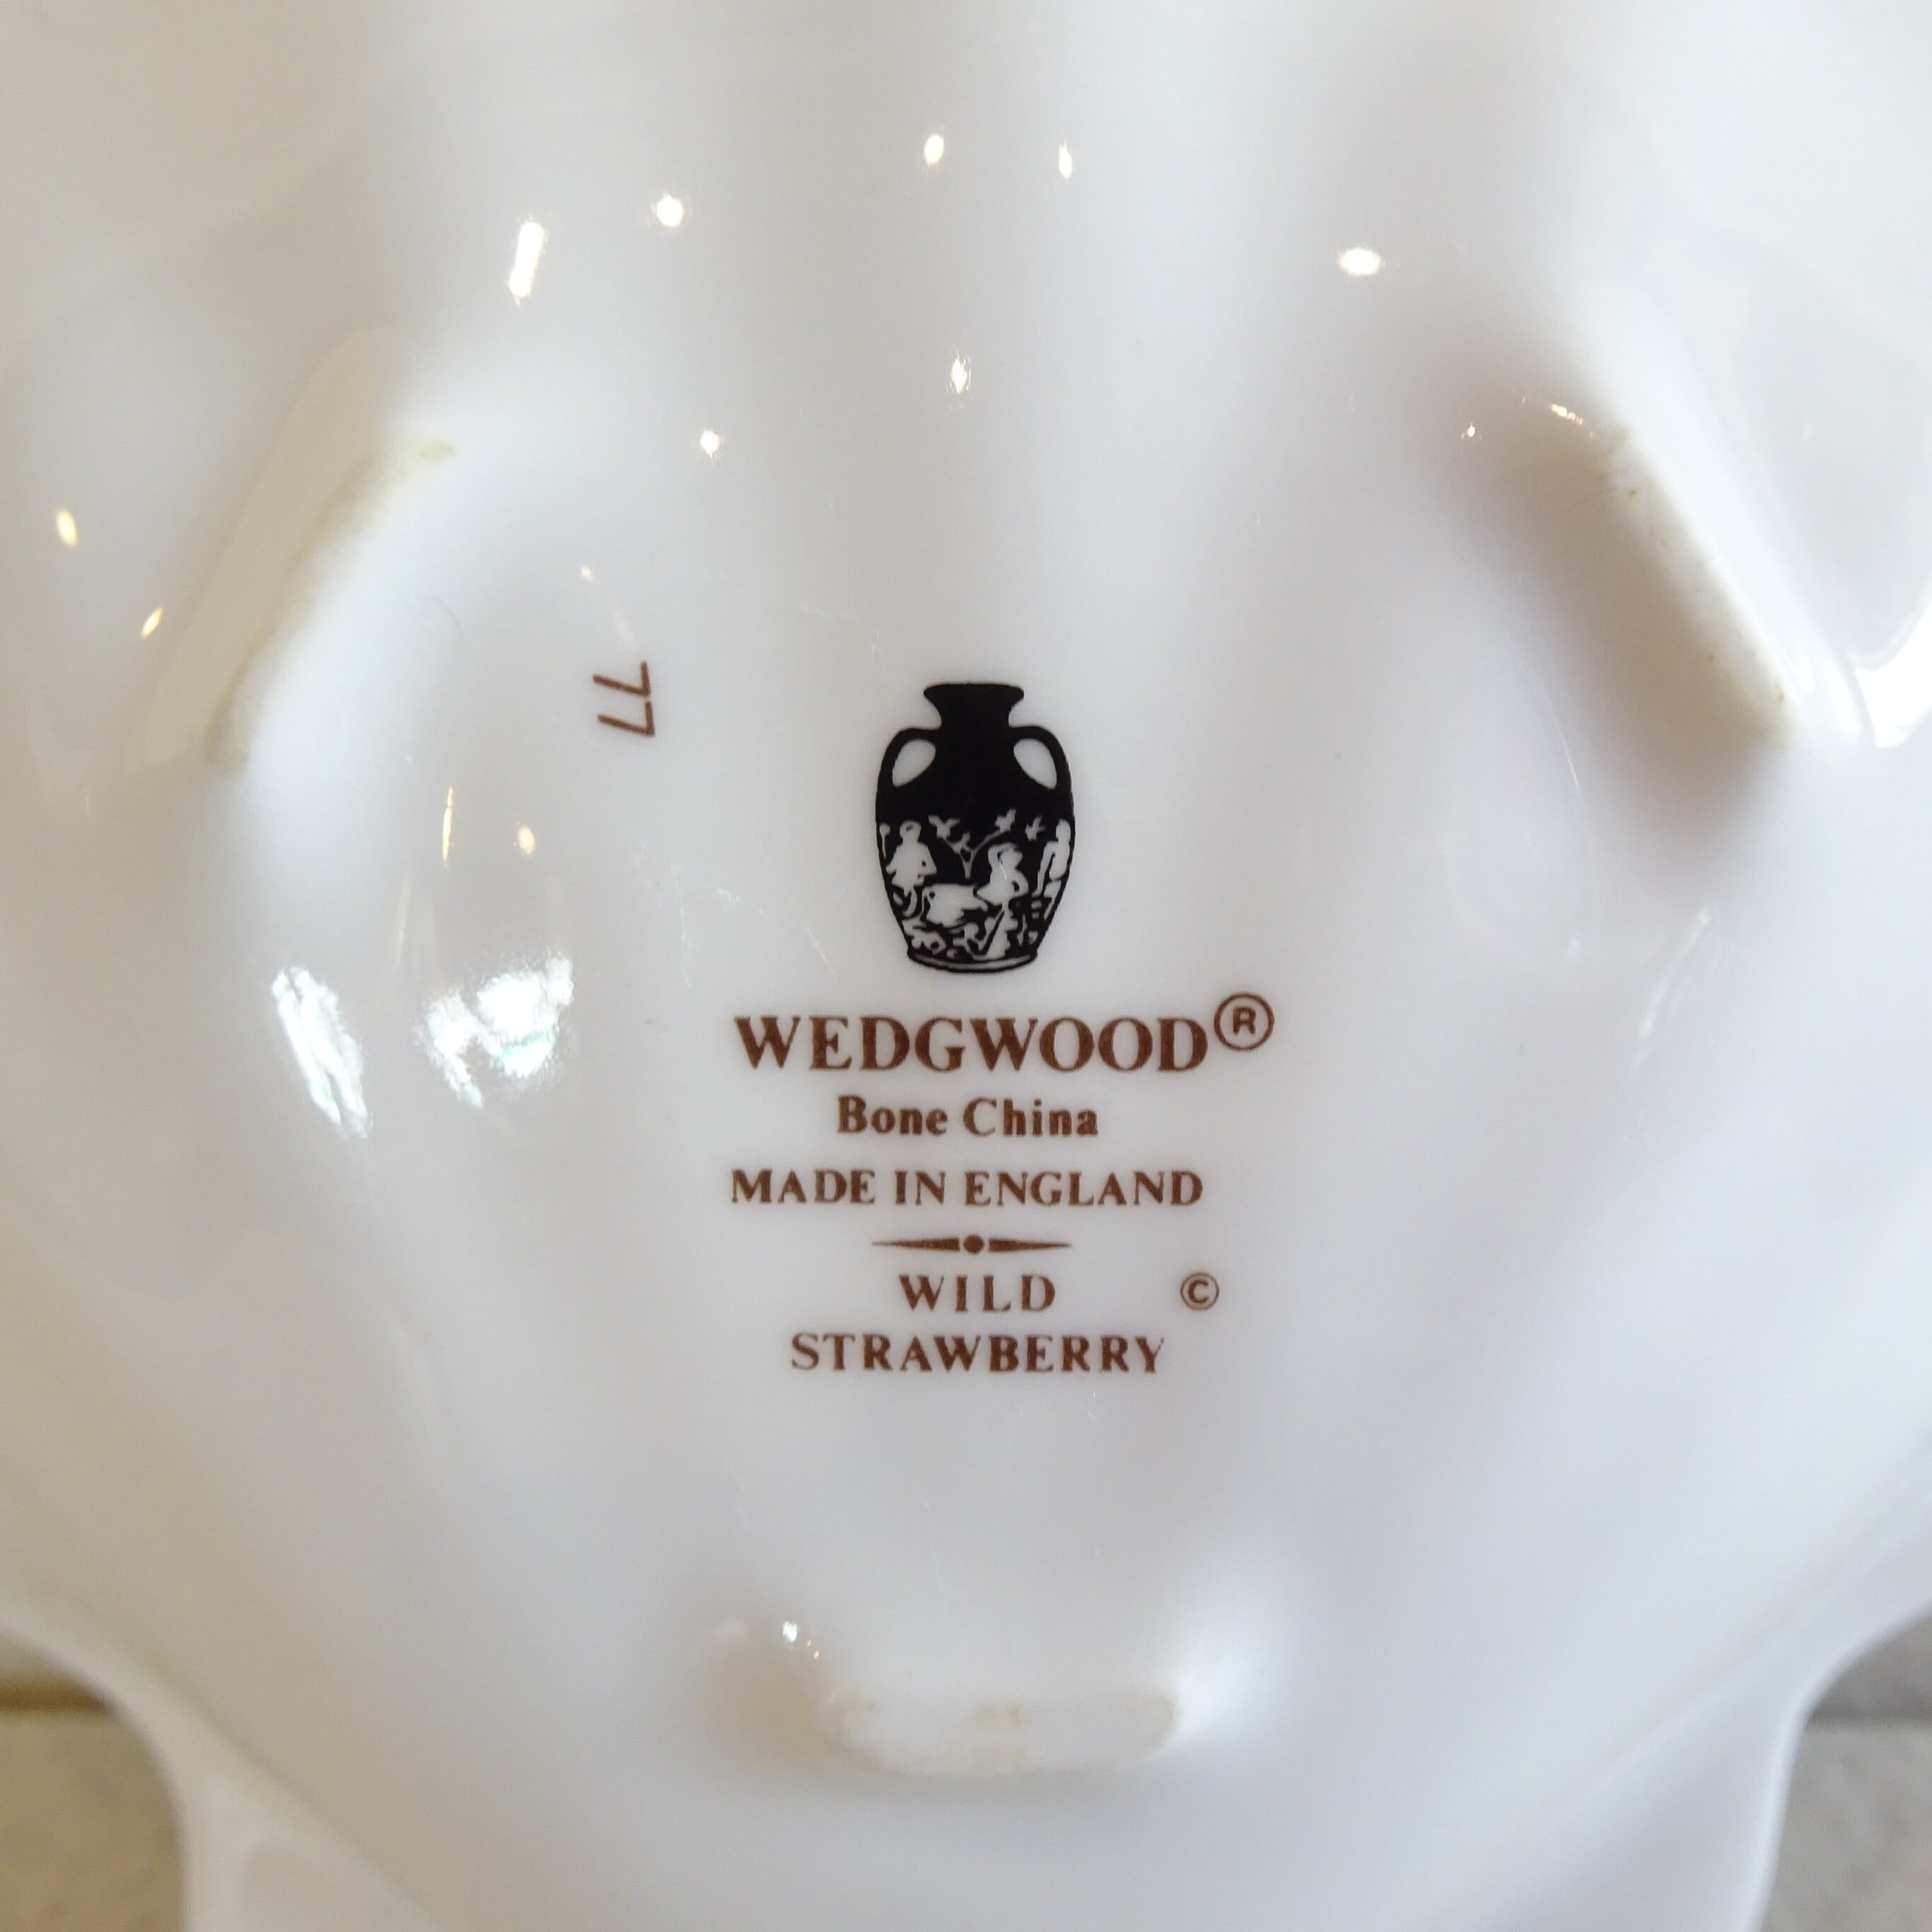 77
WEDGWOOD®
Bone China
MADE IN ENGLAND
WILD ©
STRAWBERRY